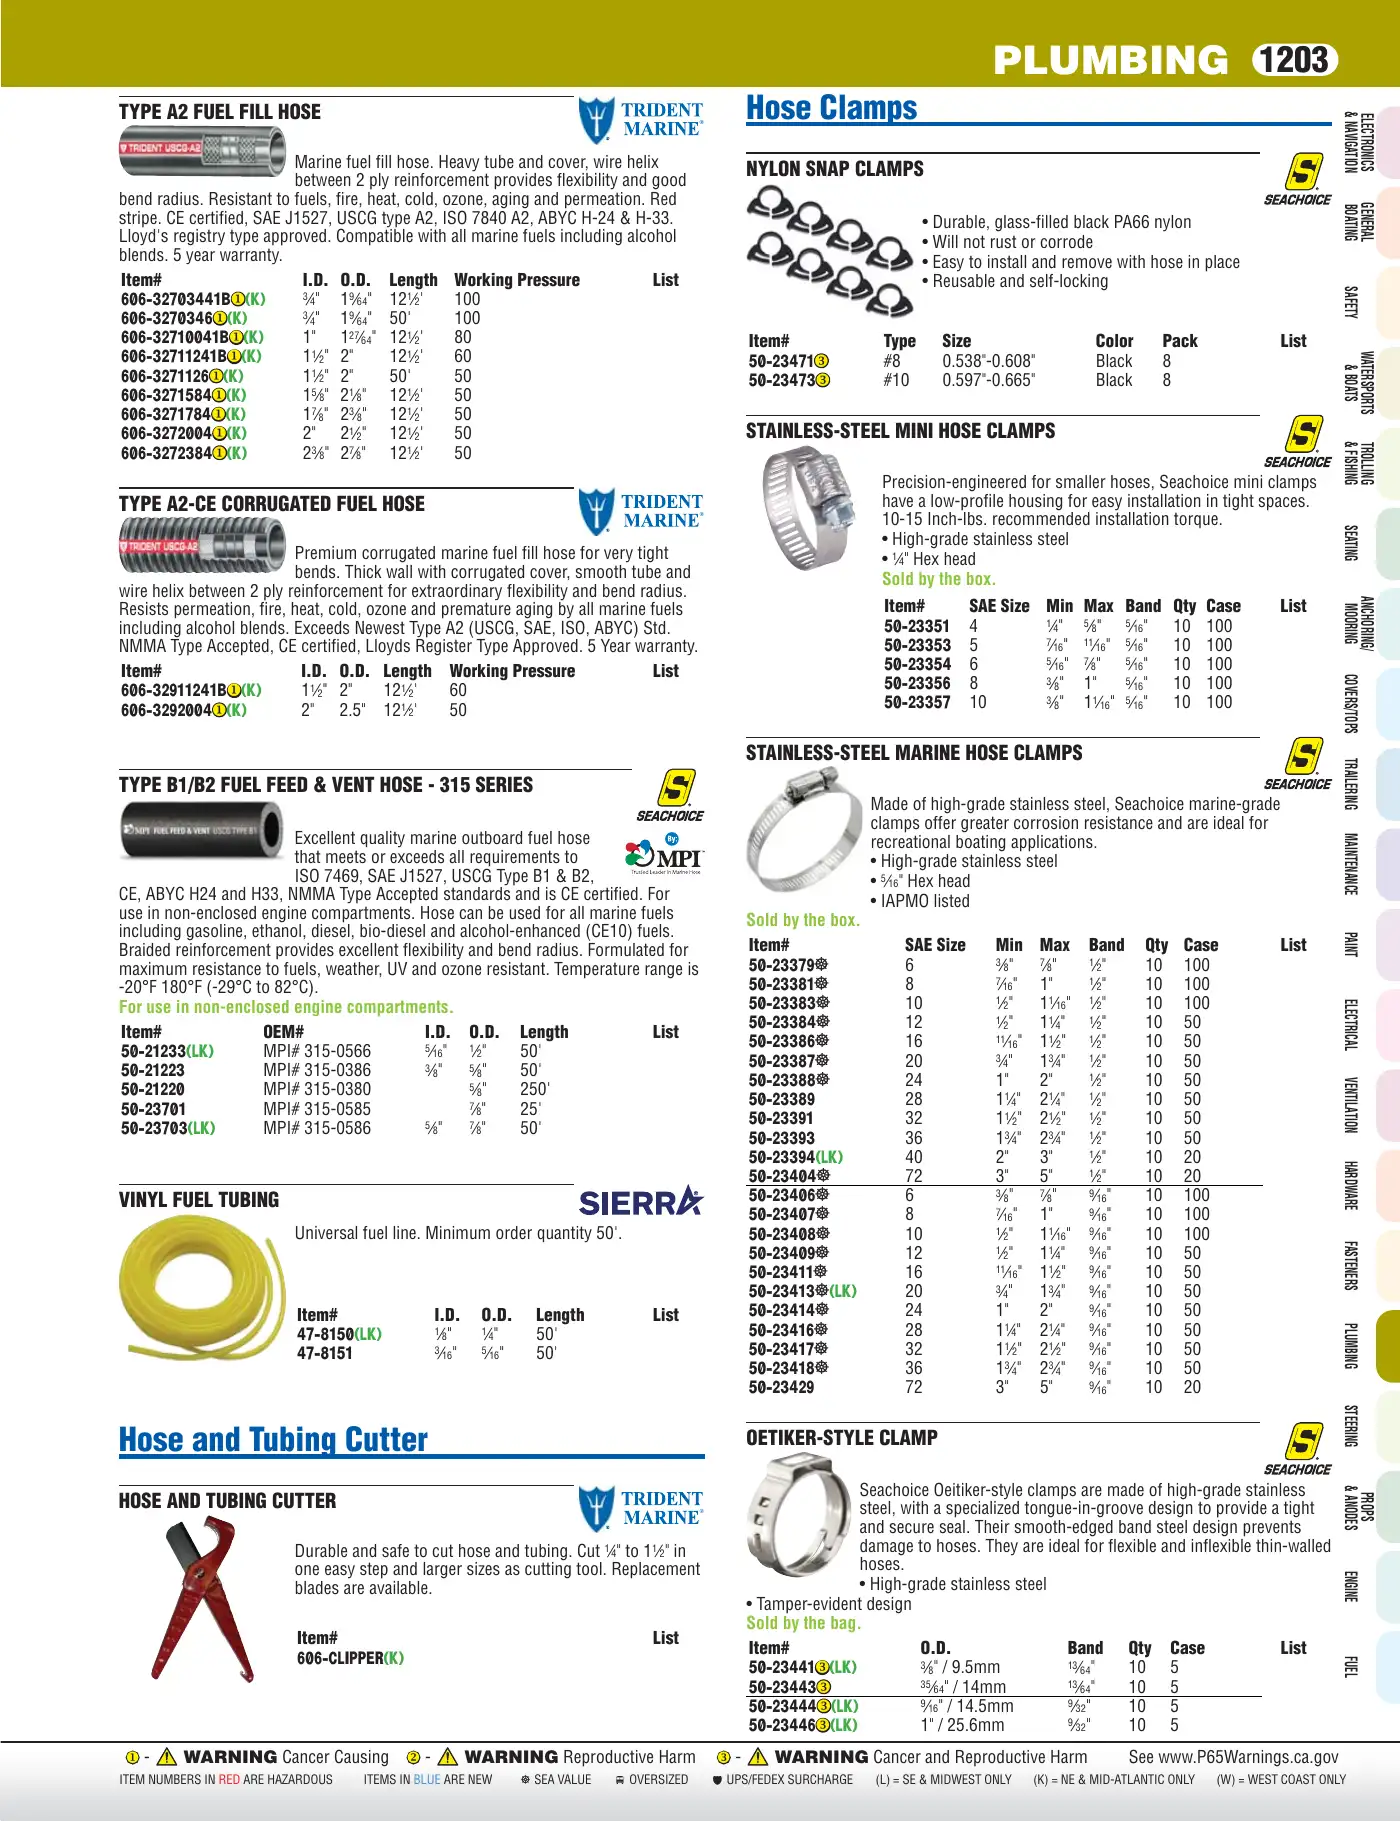 PLUMBING 1203
TYPE A2 FUEL FILL HOSE
TRIDENT
MARINE®
TRIDENT USCG-A2
Marine fuel fill hose. Heavy tube and cover, wire helix
between 2 ply reinforcement provides flexibility and good
bend radius. Resistant to fuels, fire, heat, cold, ozone, aging and permeation. Red
stripe. CE certified, SAE J1527, USCG type A2, ISO 7840 A2, ABYC H-24 & H-33.
Lloyd's registry type approved. Compatible with all marine fuels including alcohol
blends. 5 year warranty.
Item# I.D. O.D. Length Working Pressure List
606-32703441B①(K) ¾" 1⁹⁄₆₄" 12½' 100
606-3270346①(K) ¾" 1⁹⁄₆₄" 50' 100
606-32710041B①(K) 1" 1²⁷⁄₆₄" 12½' 80
606-32711241B①(K) 1½" 2" 12½' 60
606-3271126①(K) 1½" 2" 50' 50
606-3271584①(K) 1⅝" 2⅛" 12½' 50
606-3271784①(K) 1⅞" 2⅜" 12½' 50
606-3272004①(K) 2" 2½" 12½' 50
606-3272384①(K) 2⅜" 2⅞" 12½' 50
TYPE A2-CE CORRUGATED FUEL HOSE
TRIDENT
MARINE®
TRIDENT USCG-A2
Premium corrugated marine fuel fill hose for very tight
bends. Thick wall with corrugated cover, smooth tube and
wire helix between 2 ply reinforcement for extraordinary flexibility and bend radius.
Resists permeation, fire, heat, cold, ozone and premature aging by all marine fuels
including alcohol blends. Exceeds Newest Type A2 (USCG, SAE, ISO, ABYC) Std.
NMMA Type Accepted, CE certified, Lloyds Register Type Approved. 5 Year warranty.
Item# I.D. O.D. Length Working Pressure List
606-32911241B①(K) 1½" 2" 12½' 60
606-3292004①(K) 2" 2.5" 12½' 50
TYPE B1/B2 FUEL FEED & VENT HOSE - 315 SERIES
SEACHOICE
By:
MPI™
Trusted Leader in Marine Hose
MPI FUEL FEED & VENT USCG TYPE B1
Excellent quality marine outboard fuel hose
that meets or exceeds all requirements to
ISO 7469, SAE J1527, USCG Type B1 & B2,
CE, ABYC H24 and H33, NMMA Type Accepted standards and is CE certified. For
use in non-enclosed engine compartments. Hose can be used for all marine fuels
including gasoline, ethanol, diesel, bio-diesel and alcohol-enhanced (CE10) fuels.
Braided reinforcement provides excellent flexibility and bend radius. Formulated for
maximum resistance to fuels, weather, UV and ozone resistant. Temperature range is
-20°F 180°F (-29°C to 82°C).
For use in non-enclosed engine compartments.
Item# OEM# I.D. O.D. Length List
50-21233(LK) MPI# 315-0566 ⁵⁄₁₆" ½" 50'
50-21223 MPI# 315-0386 ⅜" ⅝" 50'
50-21220 MPI# 315-0380 ⅝" 250'
50-23701 MPI# 315-0585 ⅞" 25'
50-23703(LK) MPI# 315-0586 ⅝" ⅞" 50'
VINYL FUEL TUBING
SIERRA
Universal fuel line. Minimum order quantity 50'.
Item# I.D. O.D. Length List
47-8150(LK) ⅛" ¼" 50'
47-8151 ³⁄₁₆" ⁵⁄₁₆" 50'
Hose and Tubing Cutter
HOSE AND TUBING CUTTER
TRIDENT
MARINE®
Durable and safe to cut hose and tubing. Cut ¼" to 1½" in
one easy step and larger sizes as cutting tool. Replacement
blades are available.
Item# List
606-CLIPPER(K)
Hose Clamps
NYLON SNAP CLAMPS
SEACHOICE
• Durable, glass-filled black PA66 nylon
• Will not rust or corrode
• Easy to install and remove with hose in place
• Reusable and self-locking
Item# Type Size Color Pack List
50-23471③ #8 0.538"-0.608" Black 8
50-23473③ #10 0.597"-0.665" Black 8
STAINLESS-STEEL MINI HOSE CLAMPS
SEACHOICE
Precision-engineered for smaller hoses, Seachoice mini clamps
have a low-profile housing for easy installation in tight spaces.
10-15 Inch-lbs. recommended installation torque.
• High-grade stainless steel
• ¼" Hex head
Sold by the box.
Item# SAE Size Min Max Band Qty Case List
50-23351 4 ¼" ⅝" ⁵⁄₁₆" 10 100
50-23353 5 ⁷⁄₁₆" ¹¹⁄₁₆" ⁵⁄₁₆" 10 100
50-23354 6 ⁵⁄₁₆" ⅞" ⁵⁄₁₆" 10 100
50-23356 8 ⅜" 1" ⁵⁄₁₆" 10 100
50-23357 10 ⅜" 1¹⁄₁₆" ⁵⁄₁₆" 10 100
STAINLESS-STEEL MARINE HOSE CLAMPS
SEACHOICE
Made of high-grade stainless steel, Seachoice marine-grade
clamps offer greater corrosion resistance and are ideal for
recreational boating applications.
• High-grade stainless steel
• ⁵⁄₁₆" Hex head
• IAPMO listed
Sold by the box.
Item# SAE Size Min Max Band Qty Case List
50-23379☸ 6 ⅜" ⅞" ½" 10 100
50-23381☸ 8 ⁷⁄₁₆" 1" ½" 10 100
50-23383☸ 10 ½" 1¹⁄₁₆" ½" 10 100
50-23384☸ 12 ½" 1¼" ½" 10 50
50-23386☸ 16 ¹¹⁄₁₆" 1½" ½" 10 50
50-23387☸ 20 ¾" 1¾" ½" 10 50
50-23388☸ 24 1" 2" ½" 10 50
50-23389 28 1¼" 2¼" ½" 10 50
50-23391 32 1½" 2½" ½" 10 50
50-23393 36 1¾" 2¾" ½" 10 50
50-23394(LK) 40 2" 3" ½" 10 20
50-23404☸ 72 3" 5" ½" 10 20
50-23406☸ 6 ⅜" ⅞" ⁹⁄₁₆" 10 100
50-23407☸ 8 ⁷⁄₁₆" 1" ⁹⁄₁₆" 10 100
50-23408☸ 10 ½" 1¹⁄₁₆" ⁹⁄₁₆" 10 100
50-23409☸ 12 ½" 1¼" ⁹⁄₁₆" 10 50
50-23411☸ 16 ¹¹⁄₁₆" 1½" ⁹⁄₁₆" 10 50
50-23413☸(LK) 20 ¾" 1¾" ⁹⁄₁₆" 10 50
50-23414☸ 24 1" 2" ⁹⁄₁₆" 10 50
50-23416☸ 28 1¼" 2¼" ⁹⁄₁₆" 10 50
50-23417☸ 32 1½" 2½" ⁹⁄₁₆" 10 50
50-23418☸ 36 1¾" 2¾" ⁹⁄₁₆" 10 50
50-23429 72 3" 5" ⁹⁄₁₆" 10 20
OETIKER-STYLE CLAMP
SEACHOICE
Seachoice Oeitiker-style clamps are made of high-grade stainless
steel, with a specialized tongue-in-groove design to provide a tight
and secure seal. Their smooth-edged band steel design prevents
damage to hoses. They are ideal for flexible and inflexible thin-walled
hoses.
• High-grade stainless steel
• Tamper-evident design
Sold by the bag.
Item# O.D. Band Qty Case List
50-23441③(LK) ⅜" / 9.5mm ¹³⁄₆₄" 10 5
50-23443③ ³⁵⁄₆₄" / 14mm ¹³⁄₆₄" 10 5
50-23444③(LK) ⁹⁄₁₆" / 14.5mm ⁹⁄₃₂" 10 5
50-23446③(LK) 1" / 25.6mm ⁹⁄₃₂" 10 5
ELECTRONICS
& NAVIGATION
GENERAL
BOATING
SAFETY
WATERSPORTS
& BOATS
TROLLING
& FISHING
SEATING
ANCHORING/
MOORING
COVERS/TOPS
TRAILERING
MAINTENANCE
PAINT
ELECTRICAL
VENTILATION
HARDWARE
FASTENERS
PLUMBING
STEERING
PROPS
& ANODES
ENGINE
FUEL
① - ⚠ WARNING Cancer Causing ② - ⚠ WARNING Reproductive Harm ③ - ⚠ WARNING Cancer and Reproductive Harm See www.P65Warnings.ca.gov
ITEM NUMBERS IN RED ARE HAZARDOUS ITEMS IN BLUE ARE NEW ☸ SEA VALUE OVERSIZED UPS/FEDEX SURCHARGE (L) = SE & MIDWEST ONLY (K) = NE & MID-ATLANTIC ONLY (W) = WEST COAST ONLY